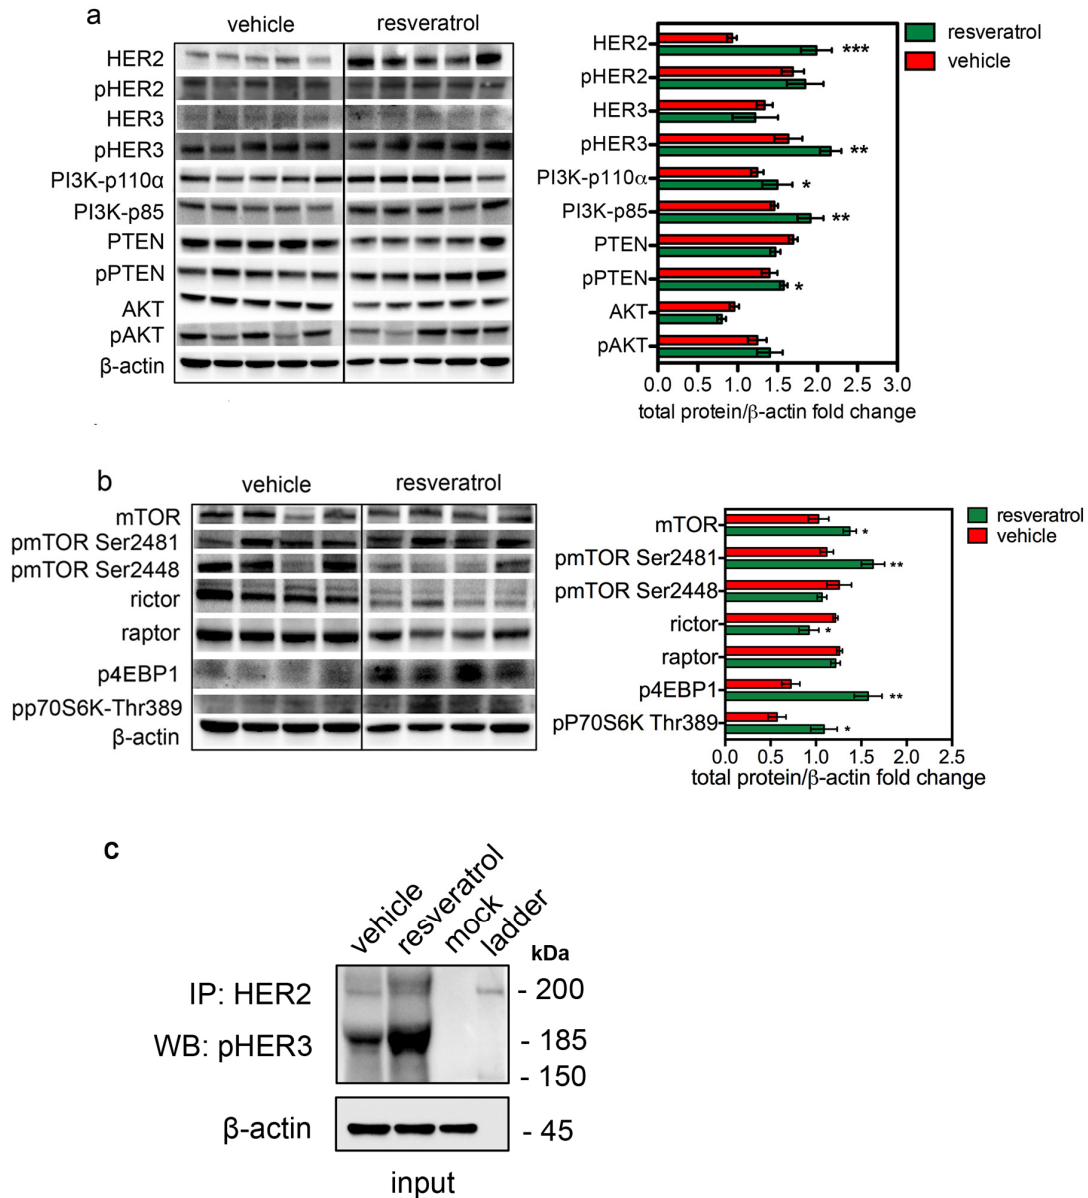 a
vehicle
resveratrol
HER2
pHER2
HER3
pHER3
PI3K-p110α
PI3K-p85
PTEN
pPTEN
AKT
pAKT
β-actin
resveratrol
vehicle
HER2
***
pHER2
HER3
pHER3
**
PI3K-p110α
*
PI3K-p85
**
PTEN
pPTEN
*
AKT
pAKT
0.0 0.5 1.0 1.5 2.0 2.5 3.0
total protein/β-actin fold change
b
vehicle
resveratrol
mTOR
pmTOR Ser2481
pmTOR Ser2448
rictor
raptor
p4EBP1
pp70S6K-Thr389
β-actin
resveratrol
vehicle
mTOR
*
pmTOR Ser2481
**
pmTOR Ser2448
rictor
*
raptor
p4EBP1
**
pP70S6K Thr389
*
0.0 0.5 1.0 1.5 2.0 2.5
total protein/β-actin fold change
c
vehicle
resveratrol
mock
ladder
kDa
IP: HER2
- 200
WB: pHER3
- 185
- 150
β-actin
- 45
input